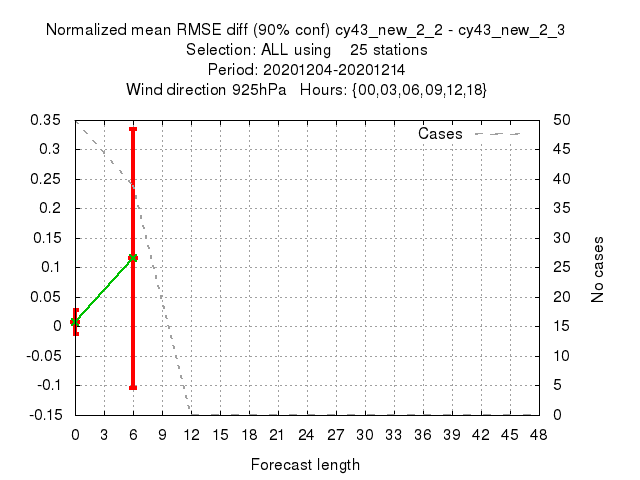 Normalized mean RMSE diff (90% conf) cy43_new_2_2 - cy43_new_2_3
Selection: ALL using    25 stations
Period: 20201204-20201214
Wind direction 925hPa   Hours: {00,03,06,09,12,18}
Cases
0.35
0.3
0.25
0.2
0.15
0.1
0.05
0
-0.05
-0.1
-0.15
50
45
40
35
30
25
20
15
10
5
0
No cases
0 3 6 9 12 15 18 21 24 27 30 33 36 39 42 45 48
Forecast length